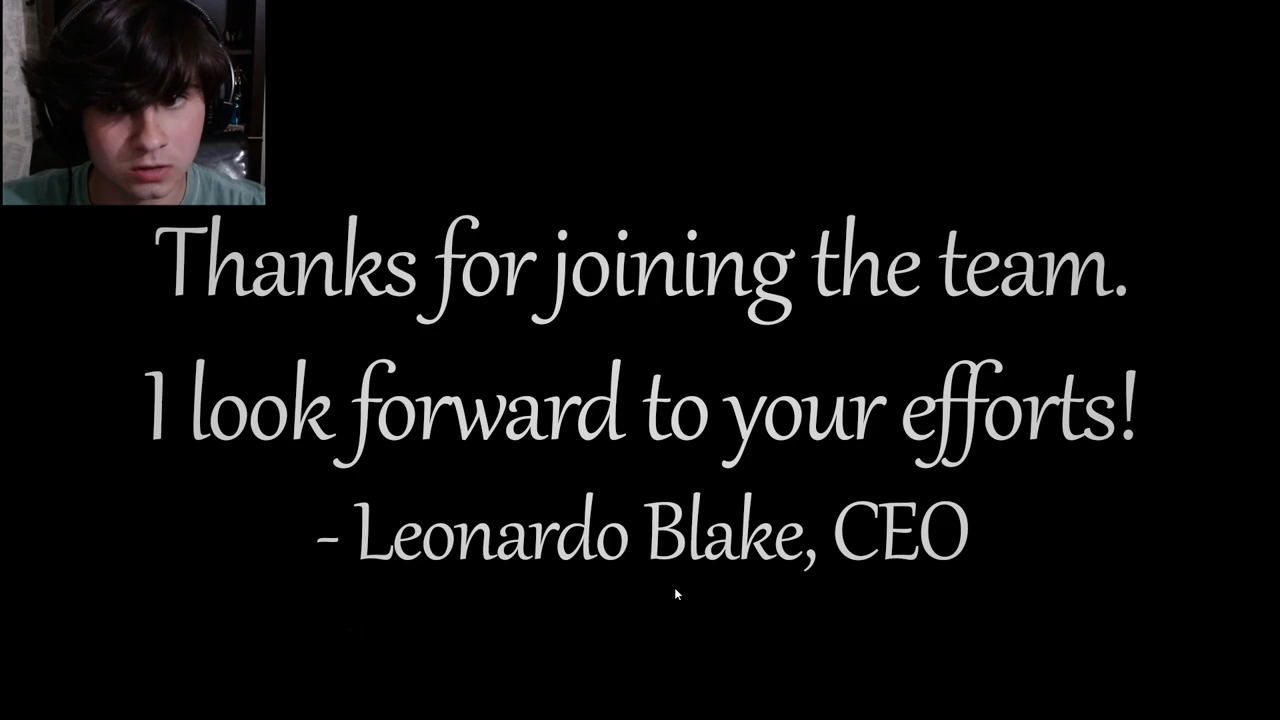 Thanks for joining the team.
I look forward to your efforts!
- Leonardo Blake, CEO